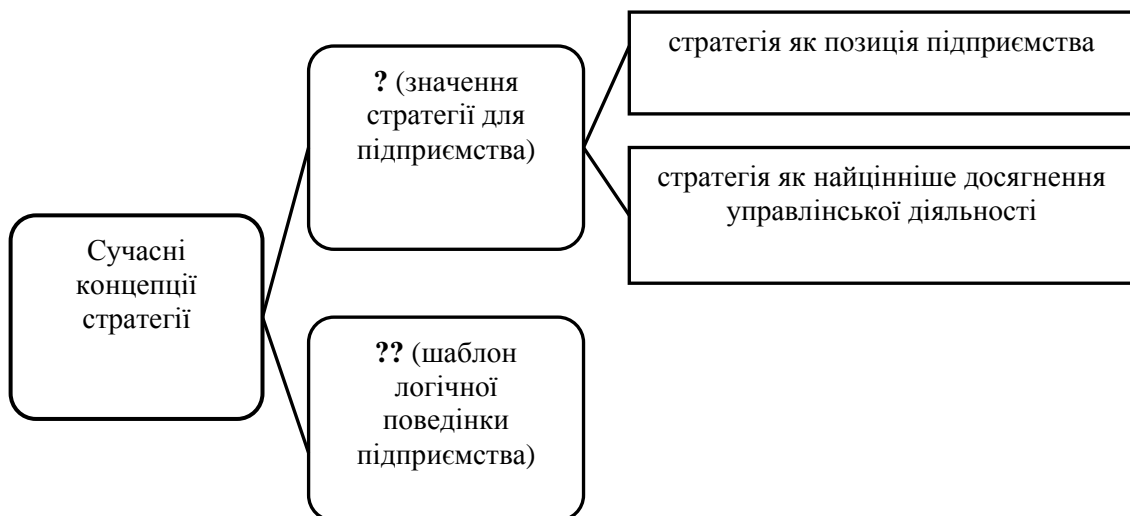 Сучасні
концепції
стратегії
? (значення
стратегії для
підприємства)
стратегія як позиція підприємства
стратегія як найцінніше досягнення
управлінської діяльності
?? (шаблон
логічної
поведінки
підприємства)